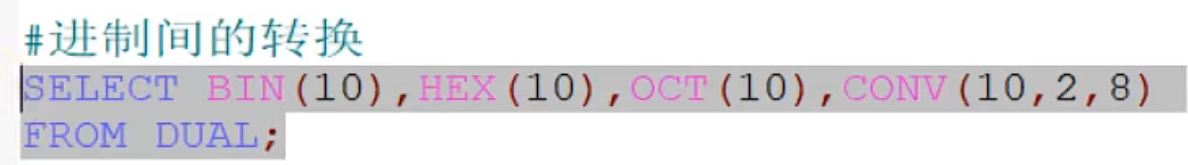 #进制间的转换
SELECT BIN(10),HEX(10),OCT(10),CONV(10,2,8)
FROM DUAL;